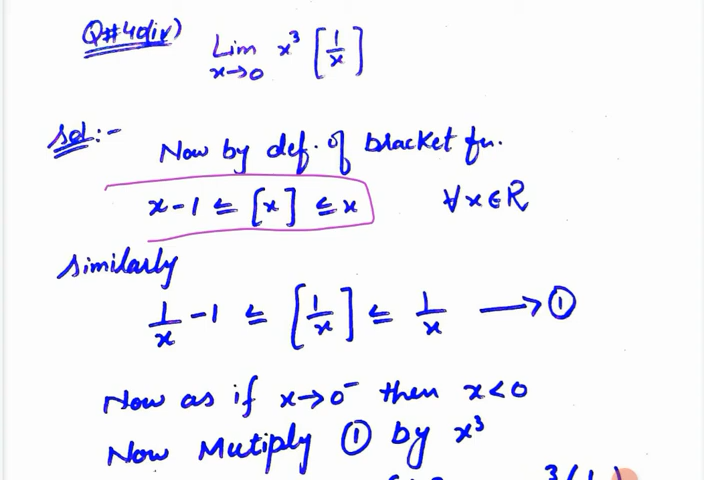 Q#40(iv) Lim x→0 x³ [1/x]
Sol:- Now by def. of bracket fn.
x-1 ≤ [x] ≤ x ∀x∈R
Similarly
1/x -1 ≤ [1/x] ≤ 1/x → ①
Now as if x→0⁻ then x<0
Now Mutiply ① by x³